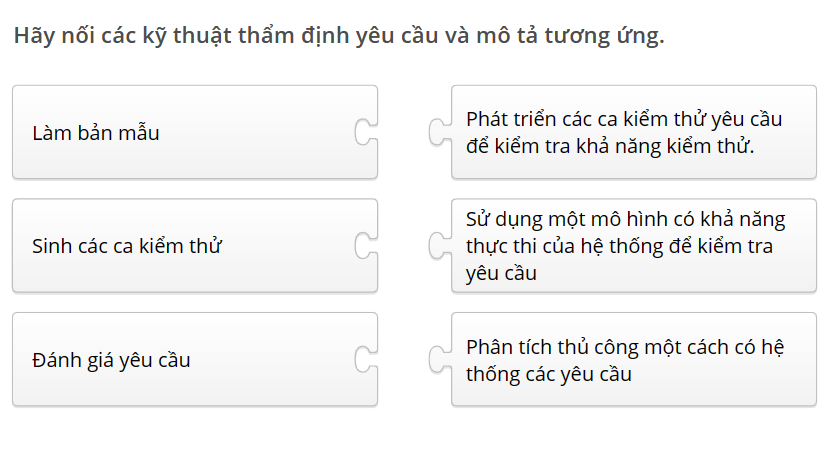 Hãy nối các kỹ thuật thẩm định yêu cầu và mô tả tương ứng.
Làm bản mẫu
Phát triển các ca kiểm thử yêu cầu
để kiểm tra khả năng kiểm thử.
Sinh các ca kiểm thử
Sử dụng một mô hình có khả năng
thực thi của hệ thống để kiểm tra
yêu cầu
Đánh giá yêu cầu
Phân tích thủ công một cách có hệ
thống các yêu cầu